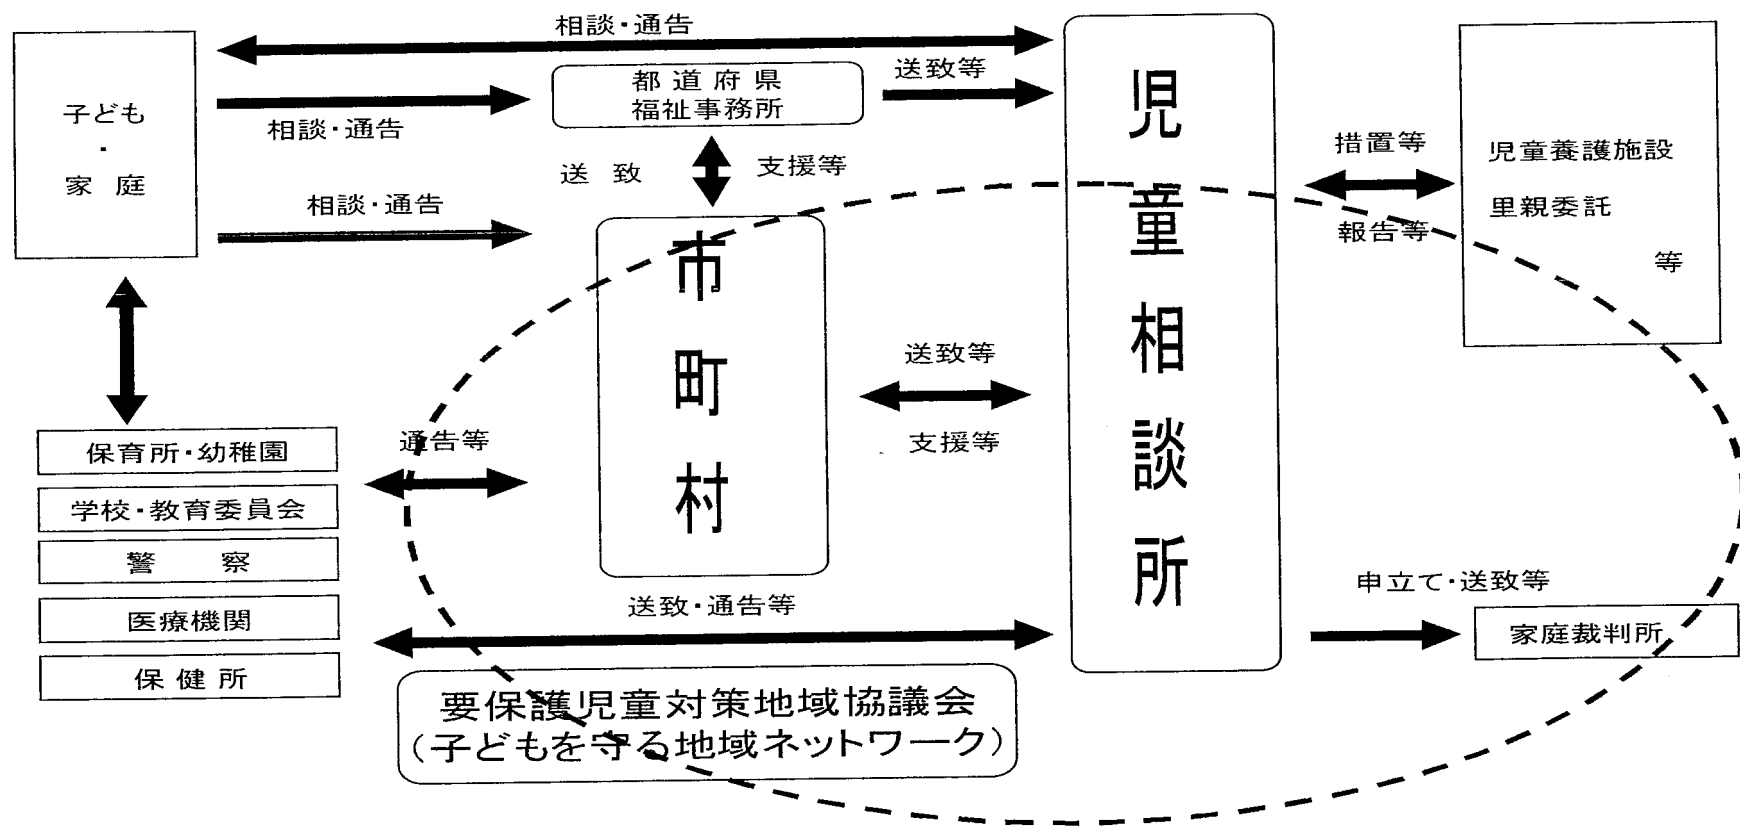 相談・通告
子ども
・
家 庭
都 道 府 県
福祉事務所
送致等
相談・通告
送 致
支援等
相談・通告
児童相談所
措置等
報告等
児童養護施設
里親委託
等
市町村
送致等
支援等
保育所・幼稚園
学校・教育委員会
警 察
医療機関
保 健 所
通告等
送致・通告等
申立て・送致等
家庭裁判所
要保護児童対策地域協議会
(子どもを守る地域ネットワーク)